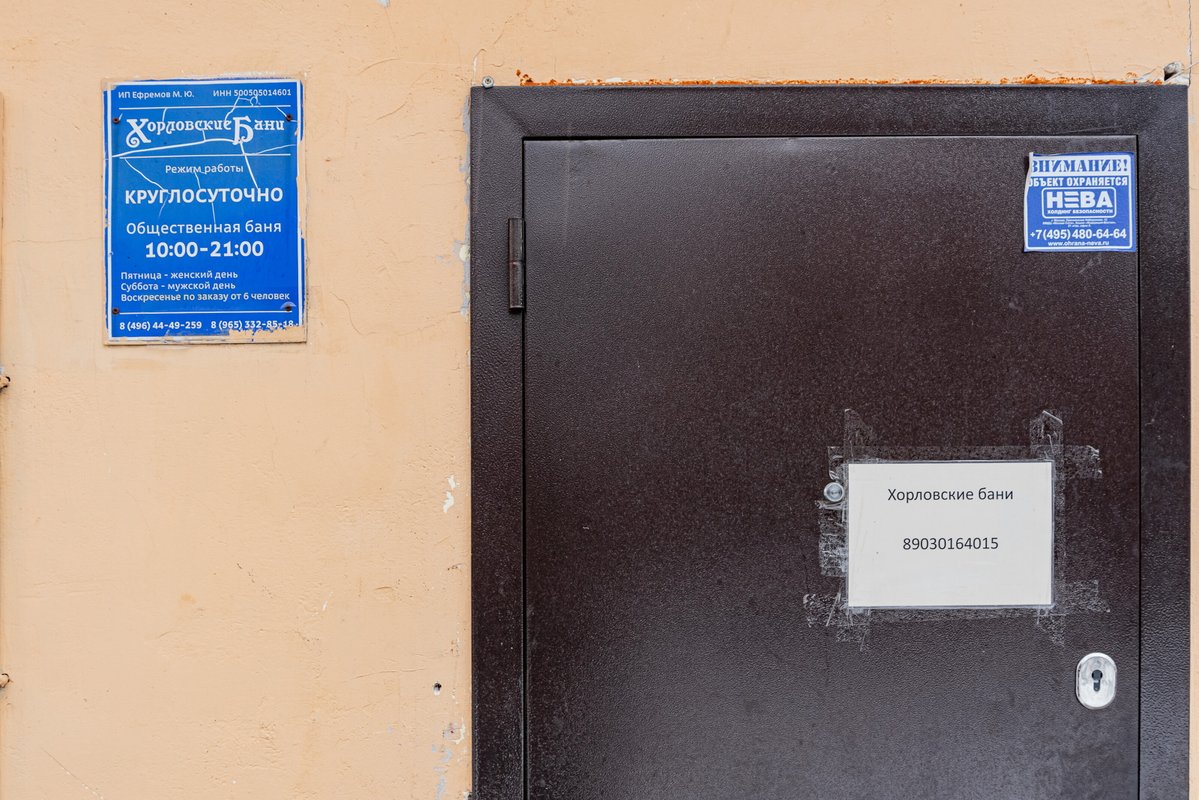 ИП Ефремов М. Ю. ИНН 500505014601
Хорловские Бани
Режим работы
КРУГЛОСУТОЧНО
Общественная баня
10:00-21:00
Пятница - женский день
Суббота - мужской день
Воскресенье по заказу от 6 человек
8 (496) 44-49-259 8 (965) 332-85-18
ВНИМАНИЕ!
ОБЪЕКТ ОХРАНЯЕТСЯ
НЕВА
ХОЛДИНГ БЕЗОПАСНОСТИ
+7(495) 480-64-64
www.ohrana-neva.ru
Хорловские бани
89030164015